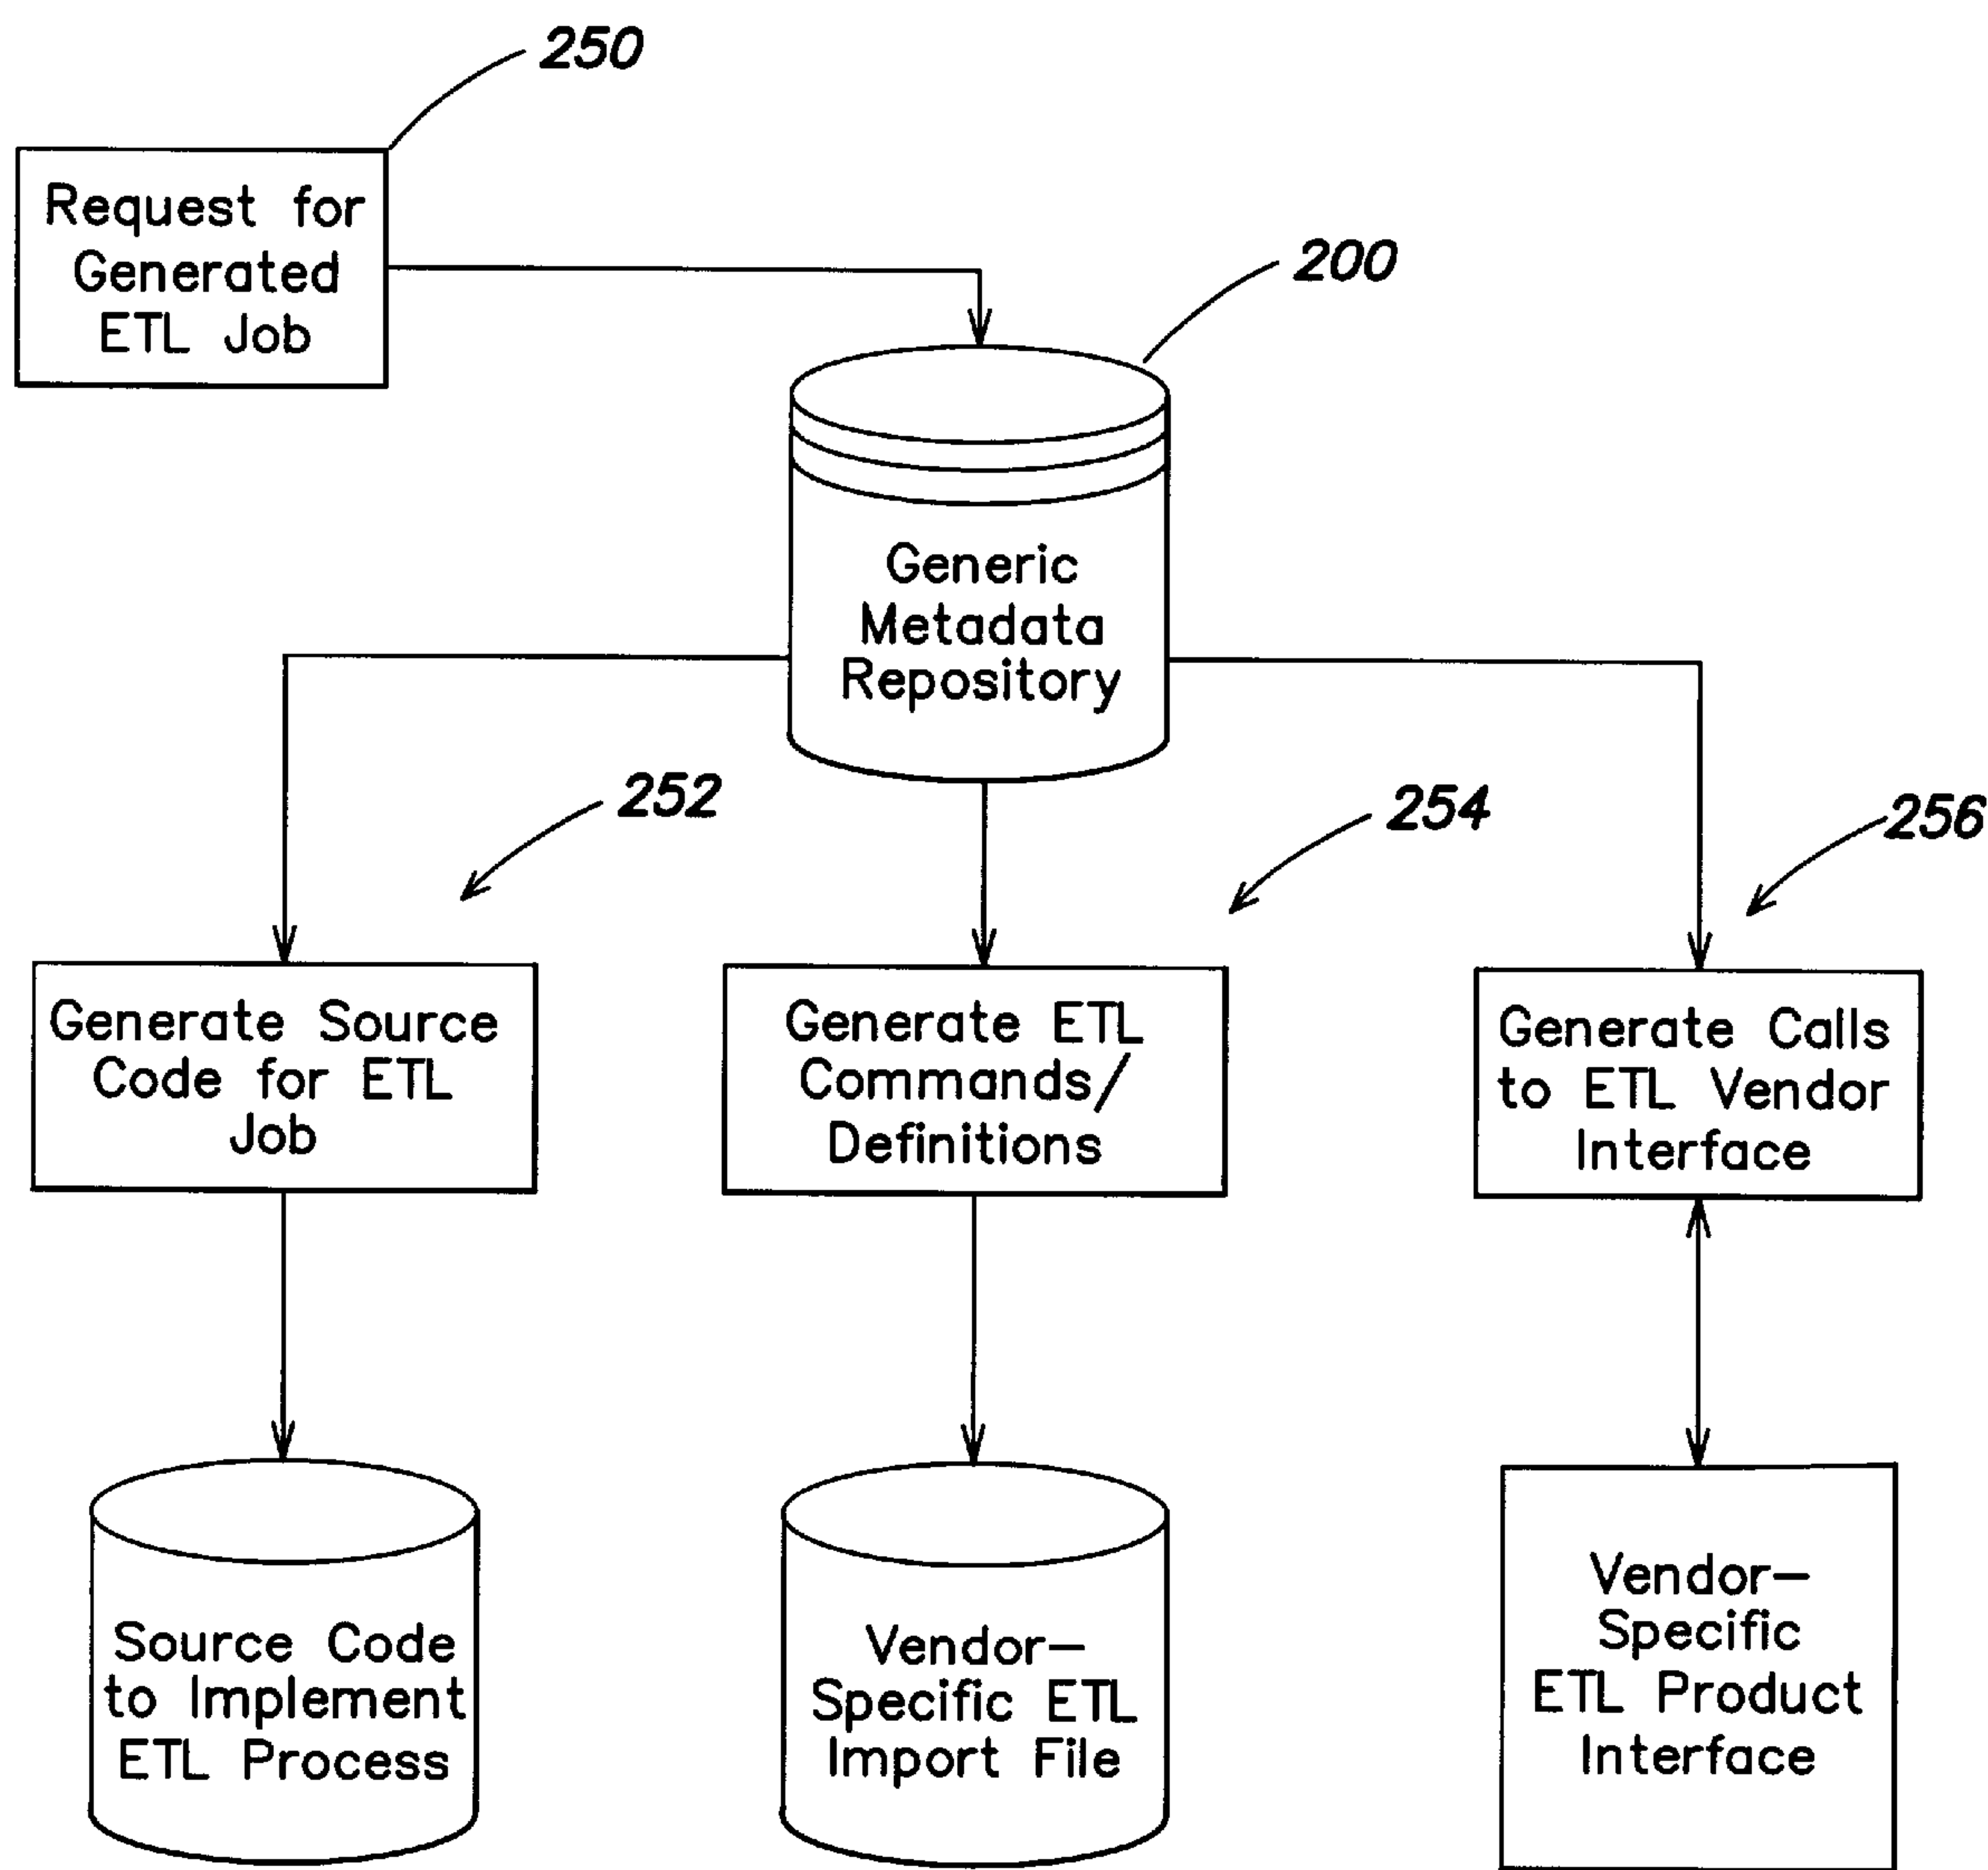 250
Request for
Generated
ETL Job
200
Generic
Metadata
Repository
252
254
256
Generate Source
Code for ETL
Job
Generate ETL
Commands/
Definitions
Generate Calls
to ETL Vendor
Interface
Source Code
to Implement
ETL Process
Vendor-
Specific ETL
Import File
Vendor-
Specific
ETL Product
Interface